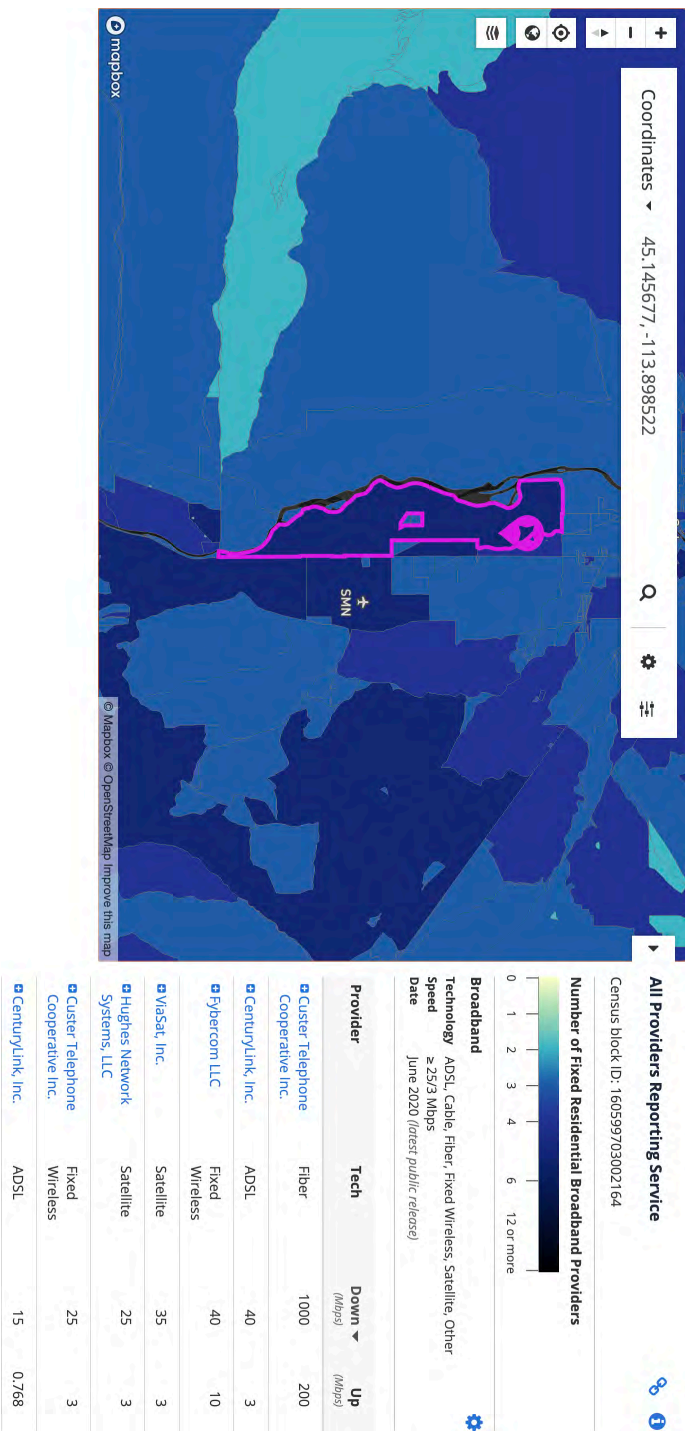 Coordinates
45.145677, -113.898522
SMN
mapbox
© Mapbox © OpenStreetMap Improve this map
All Providers Reporting Service
Census block ID: 160599703002164
Number of Fixed Residential Broadband Providers
0 1 2 3 4 6 12 or more
Broadband
Technology ADSL, Cable, Fiber, Fixed Wireless, Satellite, Other
Speed ≥ 25/3 Mbps
Date June 2020 (latest public release)
Provider Tech Down Up
(Mbps) (Mbps)
Custer Telephone Cooperative Inc. Fiber 1000 200
CenturyLink, Inc. ADSL 40 3
Fybercom LLC Fixed Wireless 40 10
ViaSat, Inc. Satellite 35 3
Hughes Network Systems, LLC Satellite 25 3
Custer Telephone Cooperative Inc. Fixed Wireless 25 3
CenturyLink, Inc. ADSL 15 0.768